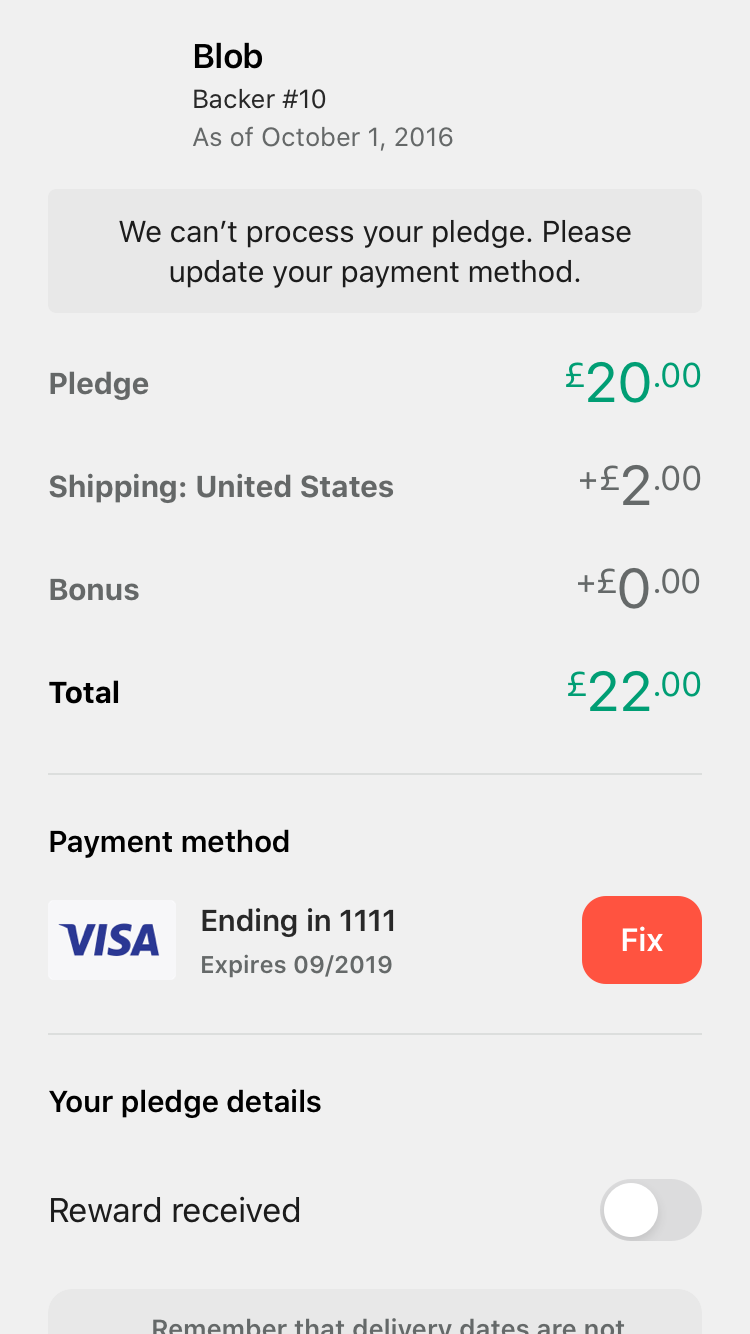 Blob
Backer #10
As of October 1, 2016
We can’t process your pledge. Please
update your payment method.
Pledge £20.00
Shipping: United States +£2.00
Bonus +£0.00
Total £22.00
Payment method
VISA
Ending in 1111
Expires 09/2019
Fix
Your pledge details
Reward received
Remember that delivery dates are not